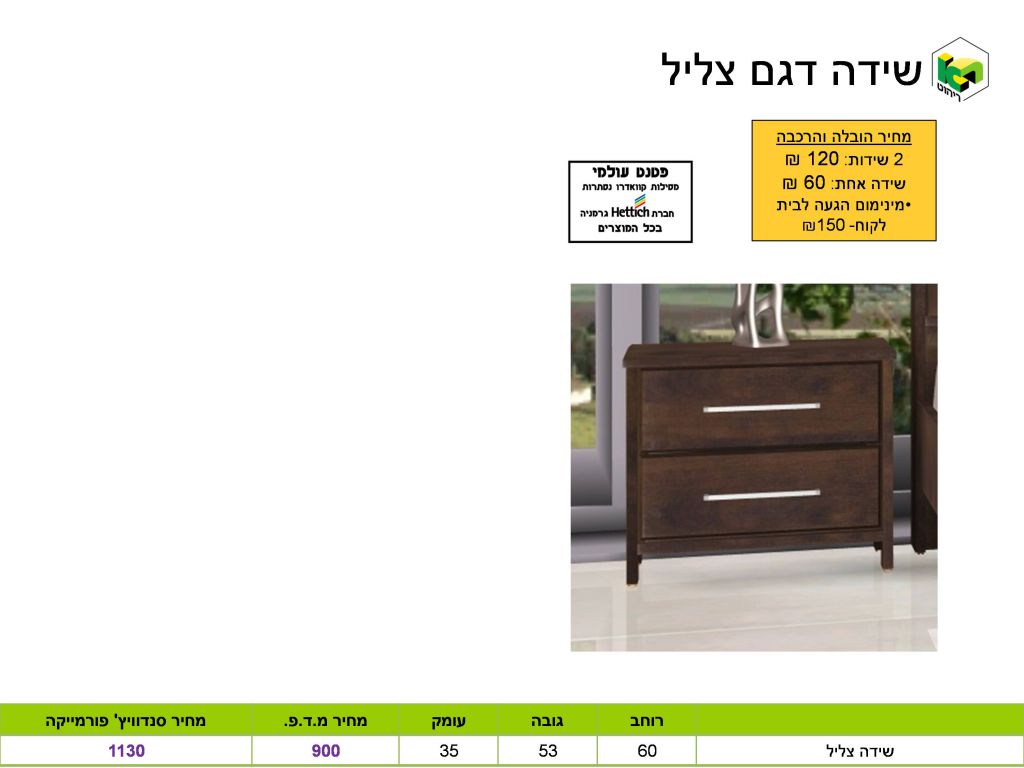 שידה דגם צליל
ריהוט
מחיר הובלה והרכבה
2 שידות: 120 ₪
שידה אחת: 60 ₪
•מינימום הגעה לבית
לקוח- 150₪
פטנט עולמי
מסילות קוואדרו נסתרות
חברת Hettich גרמניה
בכל המוצרים
רוחב גובה עומק מחיר מ.ד.פ. מחיר סנדוויץ' פורמייקה
שידה צליל 60 53 35 900 1130